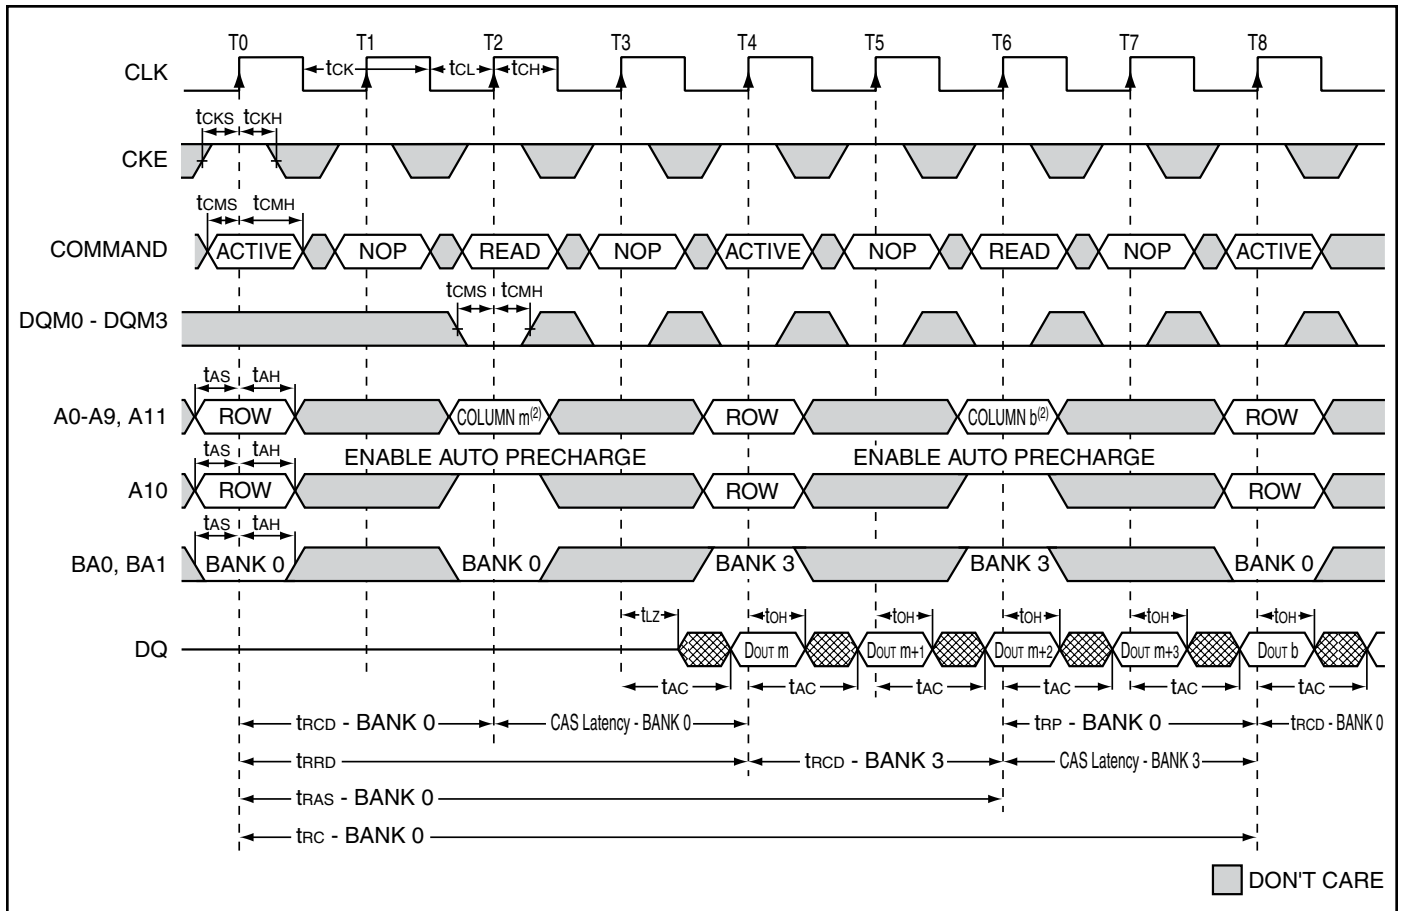 T0 T1 T2 T3 T4 T5 T6 T7 T8
CLK tCK tCL tCH
tCKS tCKH
CKE
tCMS tCMH
COMMAND ACTIVE NOP READ NOP ACTIVE NOP READ NOP ACTIVE
tCMS tCMH
DQM0 - DQM3
tAS tAH
A0-A9, A11 ROW COLUMN m(2) ROW COLUMN b(2) ROW
tAS tAH ENABLE AUTO PRECHARGE ENABLE AUTO PRECHARGE
A10 ROW ROW ROW
tAS tAH
BA0, BA1 BANK 0 BANK 0 BANK 3 BANK 3 BANK 0
tLZ tOH tOH tOH tOH tOH
DQ DOUT m DOUT m+1 DOUT m+2 DOUT m+3 DOUT b
tAC tAC tAC tAC tAC tAC
tRCD - BANK 0 CAS Latency - BANK 0 tRP - BANK 0 tRCD - BANK 0
tRRD tRCD - BANK 3 CAS Latency - BANK 3
tRAS - BANK 0
tRC - BANK 0
DON'T CARE